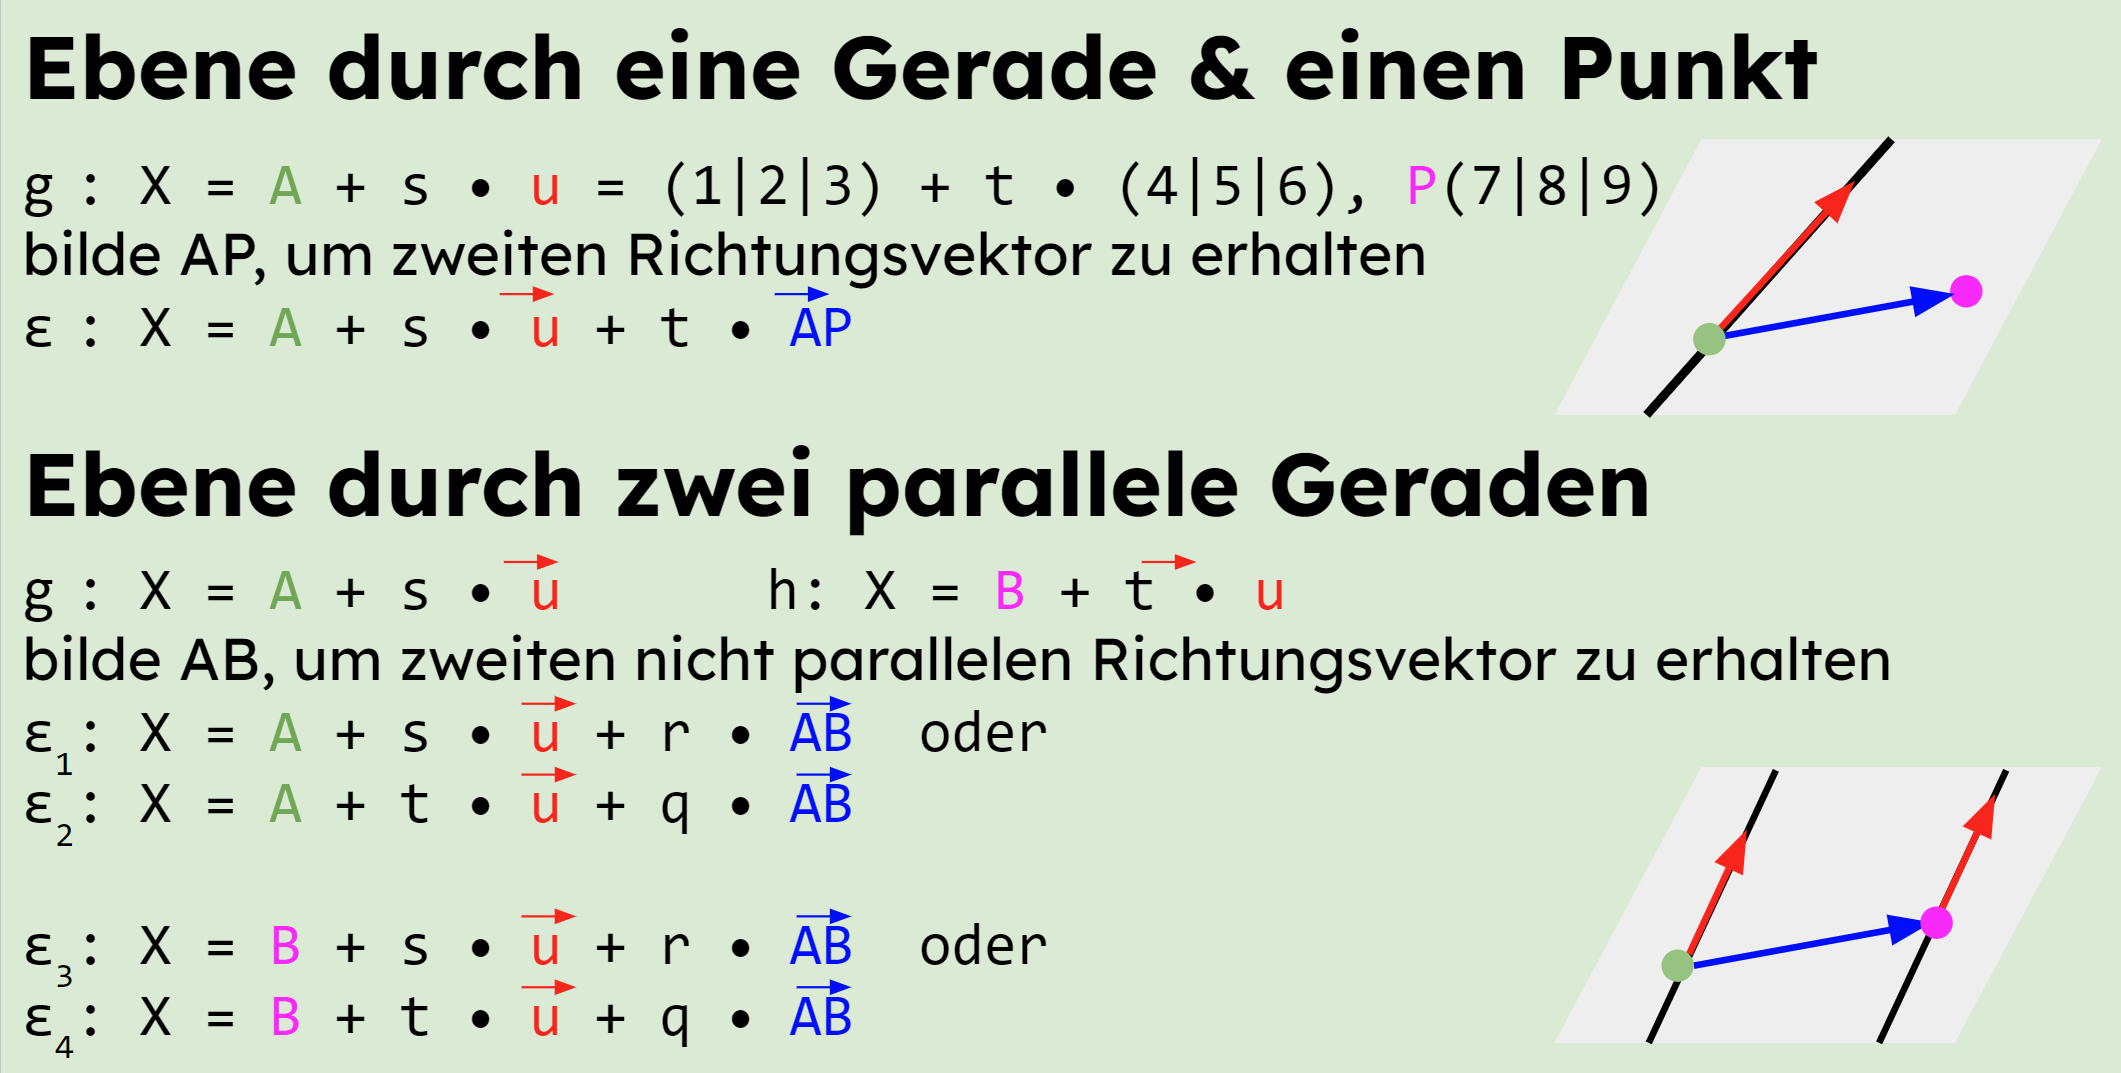 Ebene durch eine Gerade & einen Punkt
g : X = A + s • u = (1|2|3) + t • (4|5|6), P(7|8|9)
bilde AP, um zweiten Richtungsvektor zu erhalten
ε : X = A + s • u + t • AP
Ebene durch zwei parallele Geraden
g : X = A + s • u h: X = B + t • u
bilde AB, um zweiten nicht parallelen Richtungsvektor zu erhalten
ε₁: X = A + s • u + r • AB oder
ε₂: X = A + t • u + q • AB
ε₃: X = B + s • u + r • AB oder
ε₄: X = B + t • u + q • AB